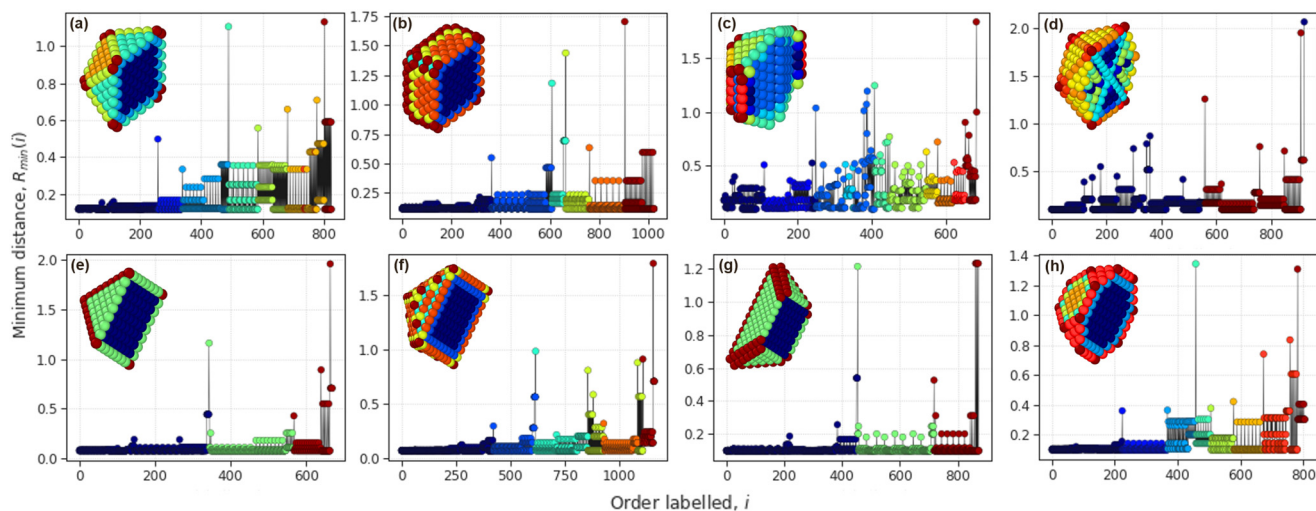 (a) (b) (c) (d)
1.0 0.8 0.6 0.4 0.2
0 200 400 600 800
1.75 1.50 1.25 1.00 0.75 0.50 0.25
0 200 400 600 800 1000
1.5 1.0 0.5
0 200 400 600 800
2.0 1.5 1.0 0.5
0 200 400 600 800
Minimum distance, R_min(i)
(e) (f) (g) (h)
2.0 1.5 1.0 0.5 0.0
0 200 400 600
1.5 1.0 0.5 0.0
0 250 500 750 1000
1.2 1.0 0.8 0.6 0.4 0.2
0 200 400 600 800
1.4 1.2 1.0 0.8 0.6 0.4 0.2
0 200 400 600 800
Order labelled, i